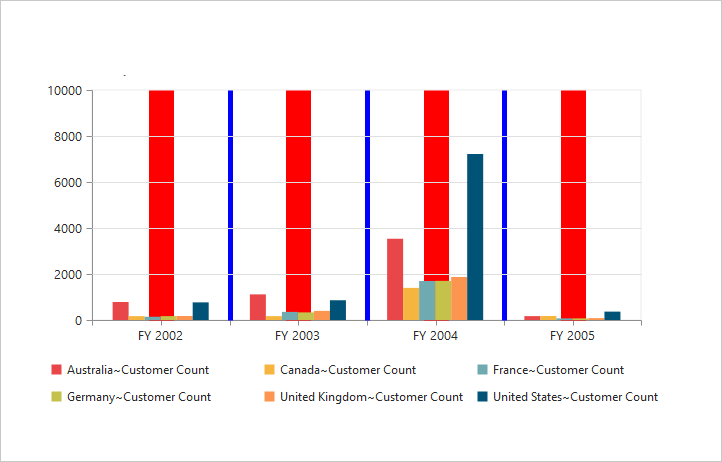 10000
8000
6000
4000
2000
0
FY 2002 FY 2003 FY 2004 FY 2005
Australia~Customer Count Canada~Customer Count France~Customer Count
Germany~Customer Count United Kingdom~Customer Count United States~Customer Count